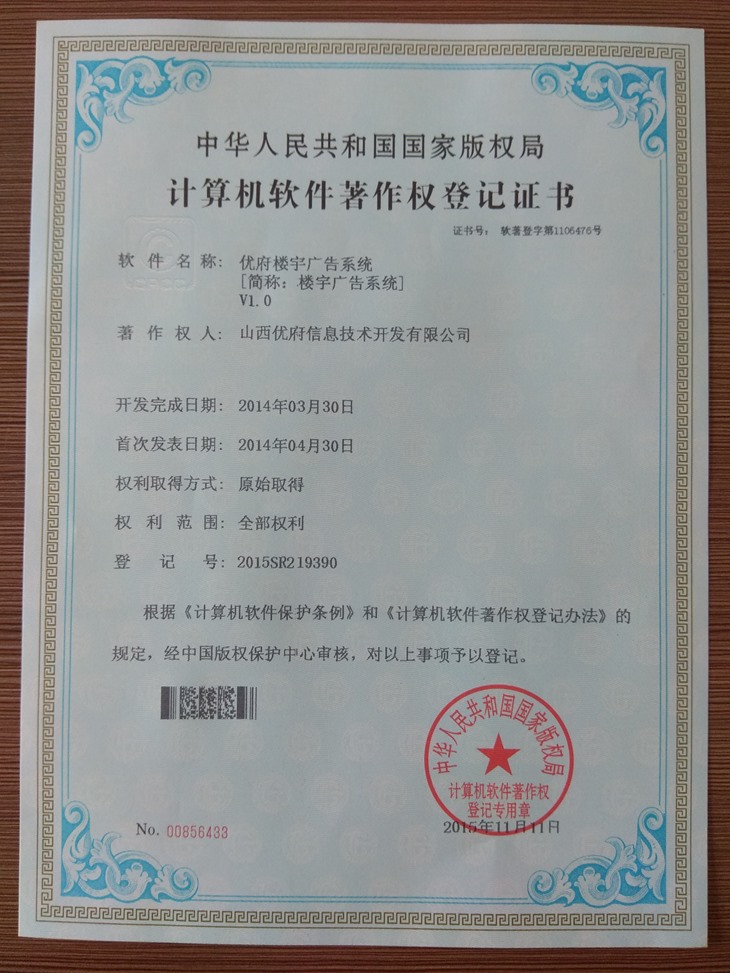 中华人民共和国国家版权局
计算机软件著作权登记证书
证书号： 软著登字第1106476号
软件名称： 优府楼宇广告系统
[简称：楼宇广告系统]
V1.0
著作权人： 山西优府信息技术开发有限公司
开发完成日期： 2014年03月30日
首次发表日期： 2014年04月30日
权利取得方式： 原始取得
权利范围： 全部权利
登记号： 2015SR219390
根据《计算机软件保护条例》和《计算机软件著作权登记办法》的
规定，经中国版权保护中心审核，对以上事项予以登记。
中华人民共和国国家版权局
计算机软件著作权
登记专用章
No. 00856433
2015年11月11日